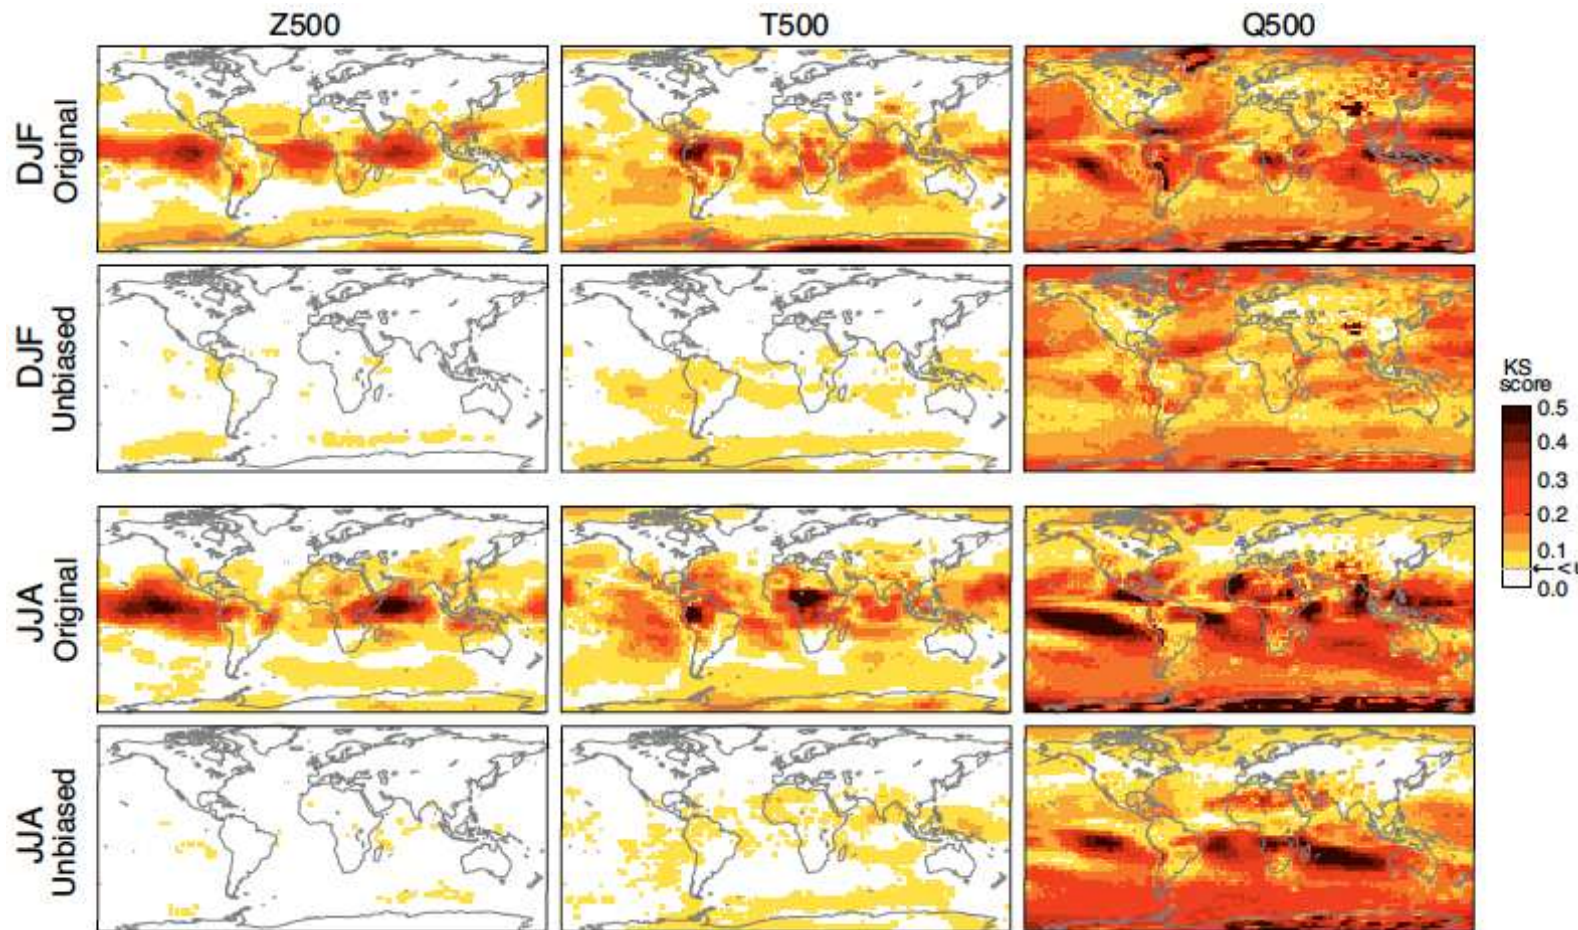 Z500 T500 Q500
DJF
Original
DJF
Unbiased
KS
score
0.5
0.4
0.3
0.2
0.1
0.0
JJA
Original
JJA
Unbiased